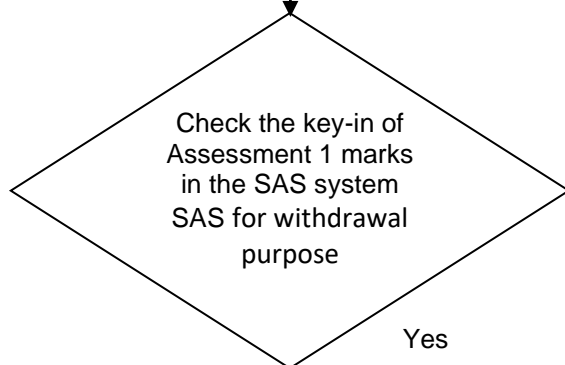 Check the key-in of
Assessment 1 marks
in the SAS system
SAS for withdrawal
purpose
Yes